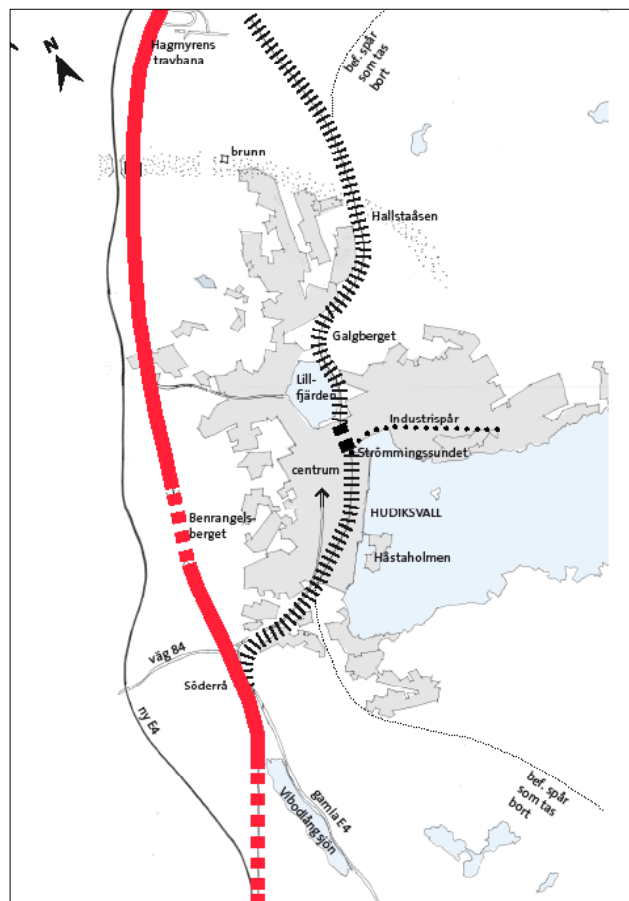 N
Hagmyrens
travbana
bef. spår
som tas
bort
brunn
Hallstaåsen
Galgberget
Lill-
fjärden
Industrispår
Strömmingssundet
centrum
HUDIKSVALL
Benrangels-
berget
Håstaholmen
väg 84
Söderrå
ny E4
gamla E4
Vibodlångsjön
bef. spår
som tas
bort